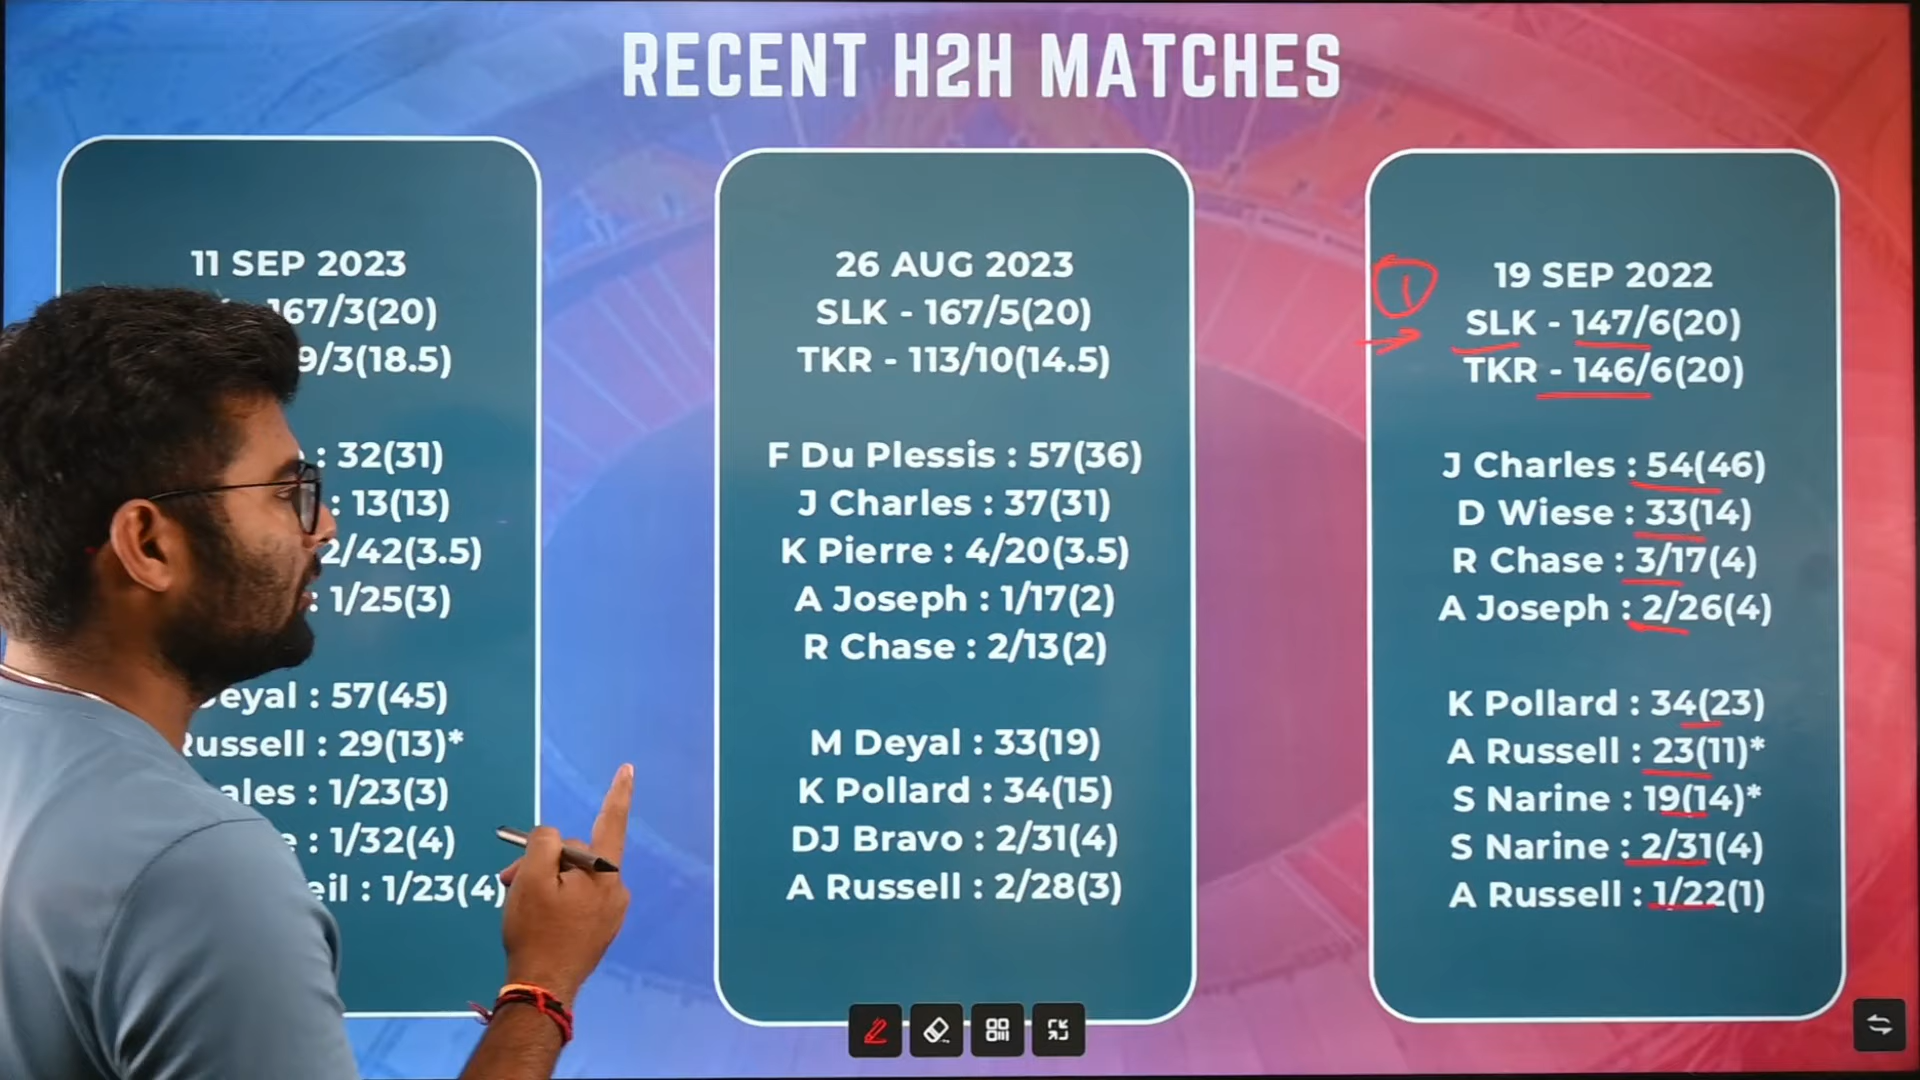 RECENT H2H MATCHES
11 SEP 2023
167/3(20)
9/3(18.5)
: 32(31)
: 13(13)
2/42(3.5)
: 1/25(3)
eyal : 57(45)
Russell : 29(13)*
ales : 1/23(3)
e : 1/32(4)
eil : 1/23(4)
26 AUG 2023
SLK - 167/5(20)
TKR - 113/10(14.5)
F Du Plessis : 57(36)
J Charles : 37(31)
K Pierre : 4/20(3.5)
A Joseph : 1/17(2)
R Chase : 2/13(2)
M Deyal : 33(19)
K Pollard : 34(15)
DJ Bravo : 2/31(4)
A Russell : 2/28(3)
1
19 SEP 2022
SLK - 147/6(20)
TKR - 146/6(20)
J Charles : 54(46)
D Wiese : 33(14)
R Chase : 3/17(4)
A Joseph : 2/26(4)
K Pollard : 34(23)
A Russell : 23(11)*
S Narine : 19(14)*
S Narine : 2/31(4)
A Russell : 1/22(1)